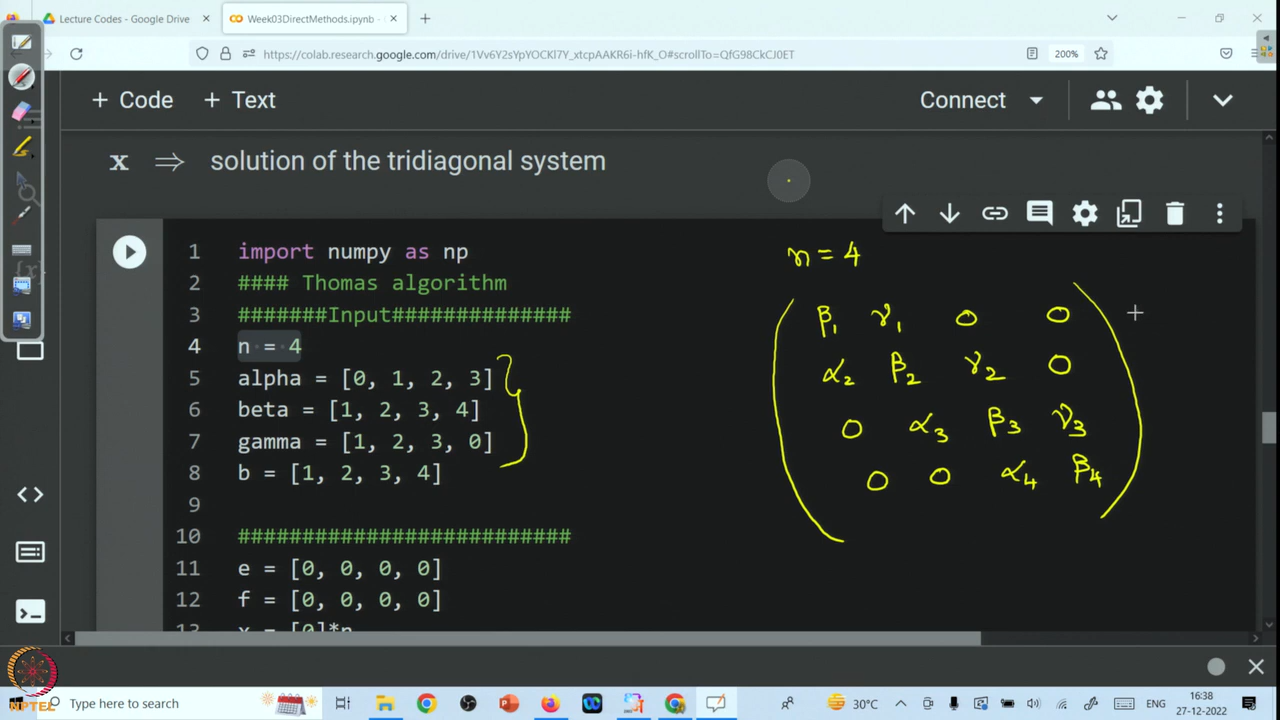 Lecture Codes - Google Drive
Week03DirectMethods.ipynb -
https://colab.research.google.com/drive/1Vv6Y2sYpYOCKl7Y_xtcpAAKR6i-hfK_O#scrollTo=QfG98CkCJ0ET
200%
+ Code + Text
Connect
x ⇒ solution of the tridiagonal system
1 import numpy as np
2 #### Thomas algorithm
3 #######Input#############
4 n = 4
5 alpha = [0, 1, 2, 3]
6 beta = [1, 2, 3, 4]
7 gamma = [1, 2, 3, 0]
8 b = [1, 2, 3, 4]
9
10 #########################
11 e = [0, 0, 0, 0]
12 f = [0, 0, 0, 0]
13 x = [0]*n
n = 4
β1 γ1 0 0
α2 β2 γ2 0
0 α3 β3 γ3
0 0 α4 β4
NPTEL
Type here to search
30°C
ENG
16:38
27-12-2022